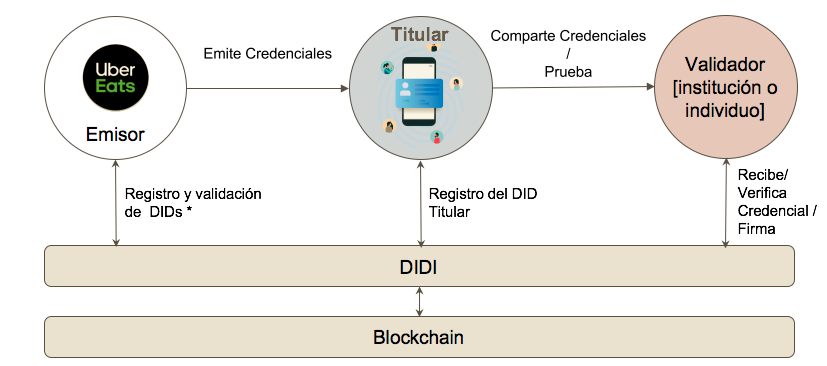 Uber
Eats
Emisor
Emite Credenciales
Titular
Comparte Credenciales
/
Prueba
Validador
[institución o
individuo]
Registro y validación
de DIDs *
Registro del DID
Titular
Recibe/
Verifica
Credencial /
Firma
DIDI
Blockchain